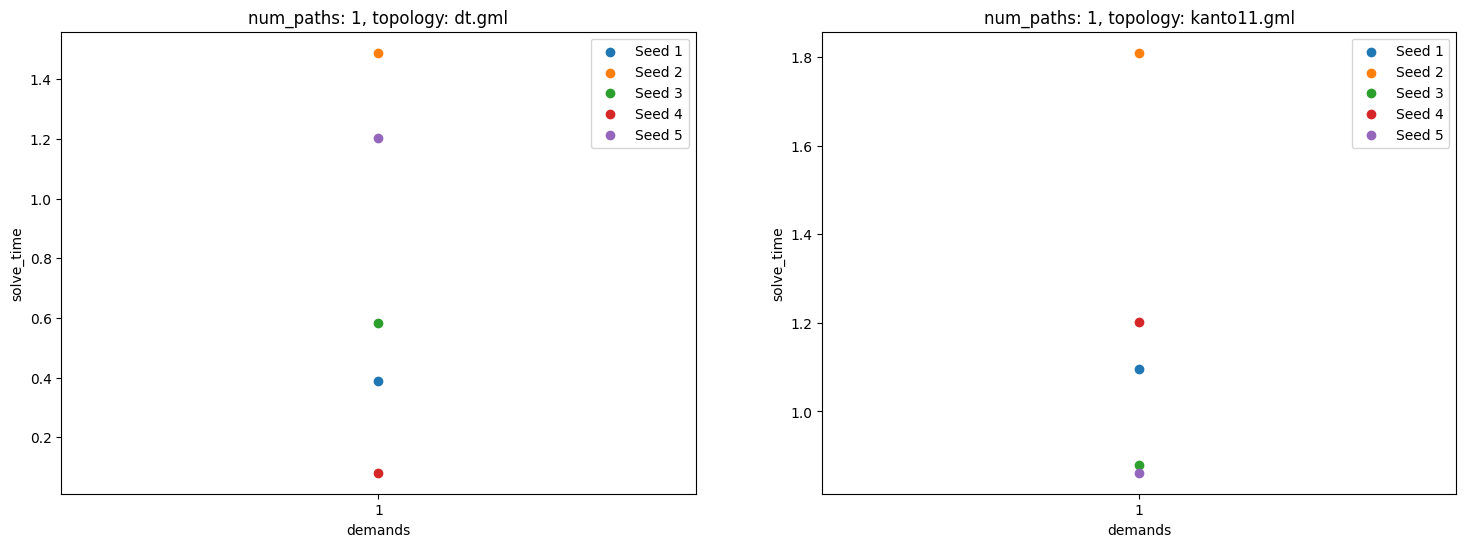 num_paths: 1, topology: dt.gml
1.4
1.2
1.0
0.8
0.6
0.4
0.2
solve_time
1
demands
Seed 1
Seed 2
Seed 3
Seed 4
Seed 5
num_paths: 1, topology: kanto11.gml
1.8
1.6
1.4
1.2
1.0
solve_time
1
demands
Seed 1
Seed 2
Seed 3
Seed 4
Seed 5